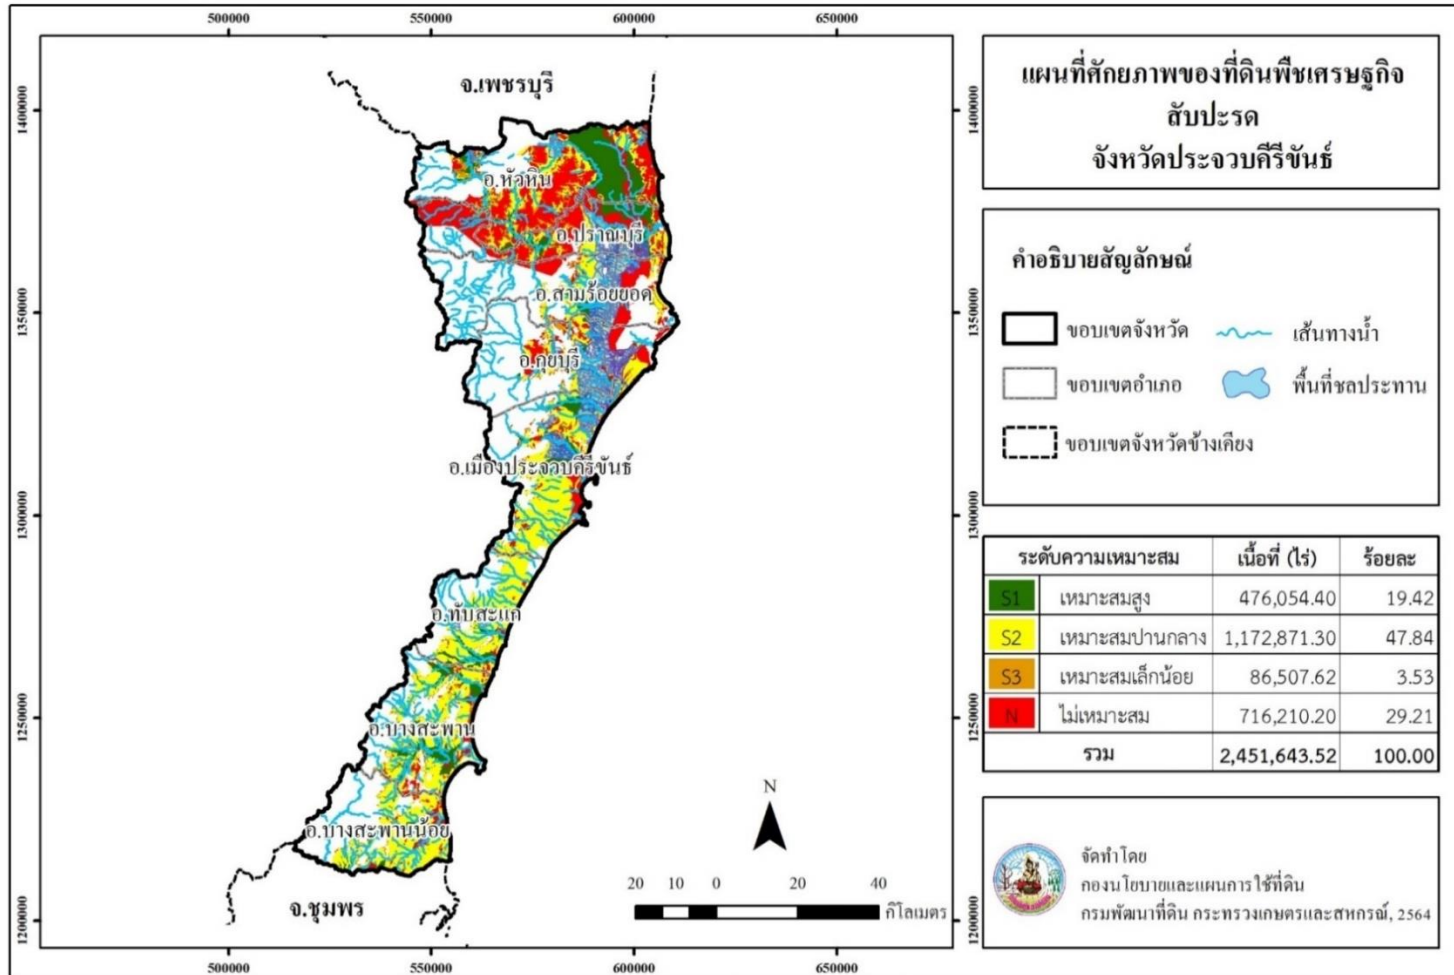 500000 550000 600000 650000
1400000
1350000
1300000
1250000
1200000
จ.เพชรบุรี
อ.หัวหิน
อ.ปราณบุรี
อ.สามร้อยยอด
อ.กุยบุรี
อ.เมืองประจวบคีรีขันธ์
อ.ทับสะแก
อ.บางสะพาน
อ.บางสะพานน้อย
จ.ชุมพร
N
20 10 0 20 40
กิโลเมตร
1400000
1350000
1300000
1250000
1200000
500000 550000 600000 650000
แผนที่ศักยภาพของที่ดินพืชเศรษฐกิจ
สับปะรด
จังหวัดประจวบคีรีขันธ์
คำอธิบายสัญลักษณ์
ขอบเขตจังหวัด เส้นทางน้ำ
ขอบเขตอำเภอ พื้นที่ชลประทาน
ขอบเขตจังหวัดข้างเคียง
ระดับความเหมาะสม เนื้อที่ (ไร่) ร้อยละ
S1 เหมาะสมสูง 476,054.40 19.42
S2 เหมาะสมปานกลาง 1,172,871.30 47.84
S3 เหมาะสมเล็กน้อย 86,507.62 3.53
N ไม่เหมาะสม 716,210.20 29.21
รวม 2,451,643.52 100.00
จัดทำโดย
กองนโยบายและแผนการใช้ที่ดิน
กรมพัฒนาที่ดิน กระทรวงเกษตรและสหกรณ์, 2564